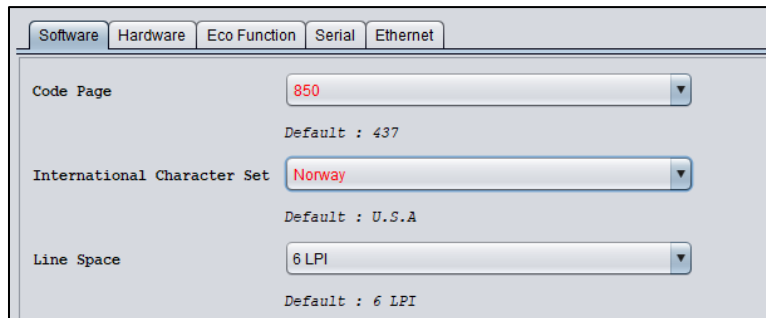 Software Hardware Eco Function Serial Ethernet
Code Page 850
Default : 437
International Character Set Norway
Default : U.S.A
Line Space 6 LPI
Default : 6 LPI